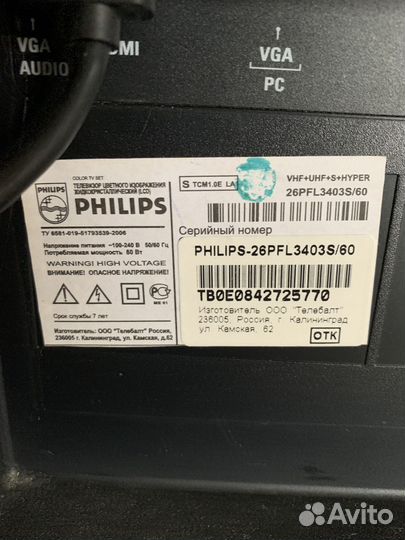 VGA
AUDIO
MI
VGA
PC
COLOR TV SET
ТЕЛЕВИЗОР ЦВЕТНОГО ИЗОБРАЖЕНИЯ
ЖИДКОКРИСТАЛЛИЧЕСКИЙ (LCD)
PHILIPS
PHILIPS
ТУ 6581-019-51793539-2006
Напряжение питания ~100-240 В 50/60 Гц
Потребляемая мощность 80 Вт
WARNING! HIGH VOLTAGE
ВНИМАНИЕ! ОПАСНОЕ НАПРЯЖЕНИЕ
Срок службы 7 лет
Изготовитель: ООО "Телебалт" Россия,
236005 г. Калининград, ул. Камская, д.62
S TCM1.0E LA
VHF+UHF+S+HYPER
26PFL3403S/60
Серийный номер
PHILIPS-26PFL3403S/60
TB0E0842725770
Изготовитель ООО "Телебалт"
236005, Россия, г. Калининград
ул. Камская, 62
ОТК
Avito